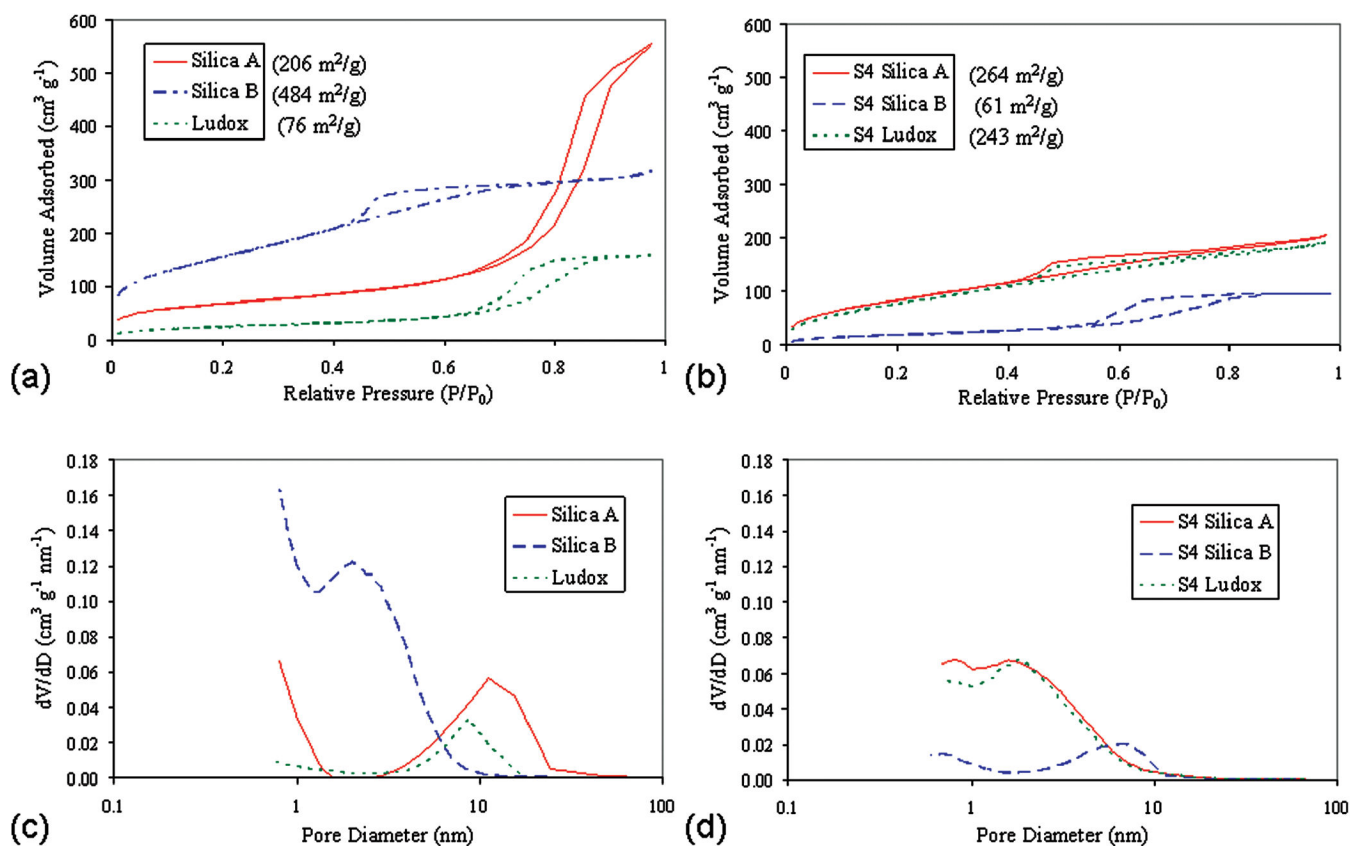 600
500
400
300
200
100
0
Volume Adsorbed (cm³ g⁻¹)
Silica A (206 m²/g)
Silica B (484 m²/g)
Ludox (76 m²/g)
0 0.2 0.4 0.6 0.8 1
Relative Pressure (P/P₀)
(a)
600
500
400
300
200
100
0
Volume Adsorbed (cm³ g⁻¹)
S4 Silica A (264 m²/g)
S4 Silica B (61 m²/g)
S4 Ludox (243 m²/g)
0 0.2 0.4 0.6 0.8 1
Relative Pressure (P/P₀)
(b)
0.18
0.16
0.14
0.12
0.10
0.08
0.06
0.04
0.02
0.00
dV/dD (cm³ g⁻¹ nm⁻¹)
Silica A
Silica B
Ludox
0.1 1 10 100
Pore Diameter (nm)
(c)
0.18
0.16
0.14
0.12
0.10
0.08
0.06
0.04
0.02
0.00
dV/dD (cm³ g⁻¹ nm⁻¹)
S4 Silica A
S4 Silica B
S4 Ludox
0.1 1 10 100
Pore Diameter (nm)
(d)